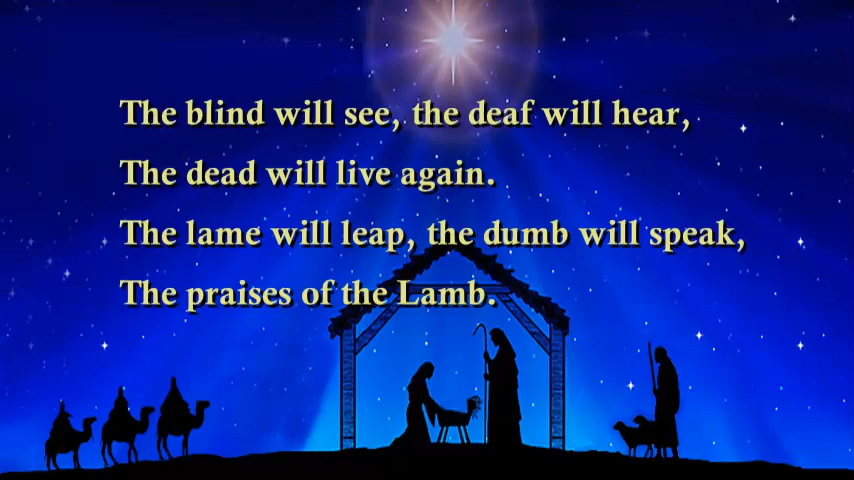 The blind will see, the deaf will hear,
The dead will live again.
The lame will leap, the dumb will speak,
The praises of the Lamb.